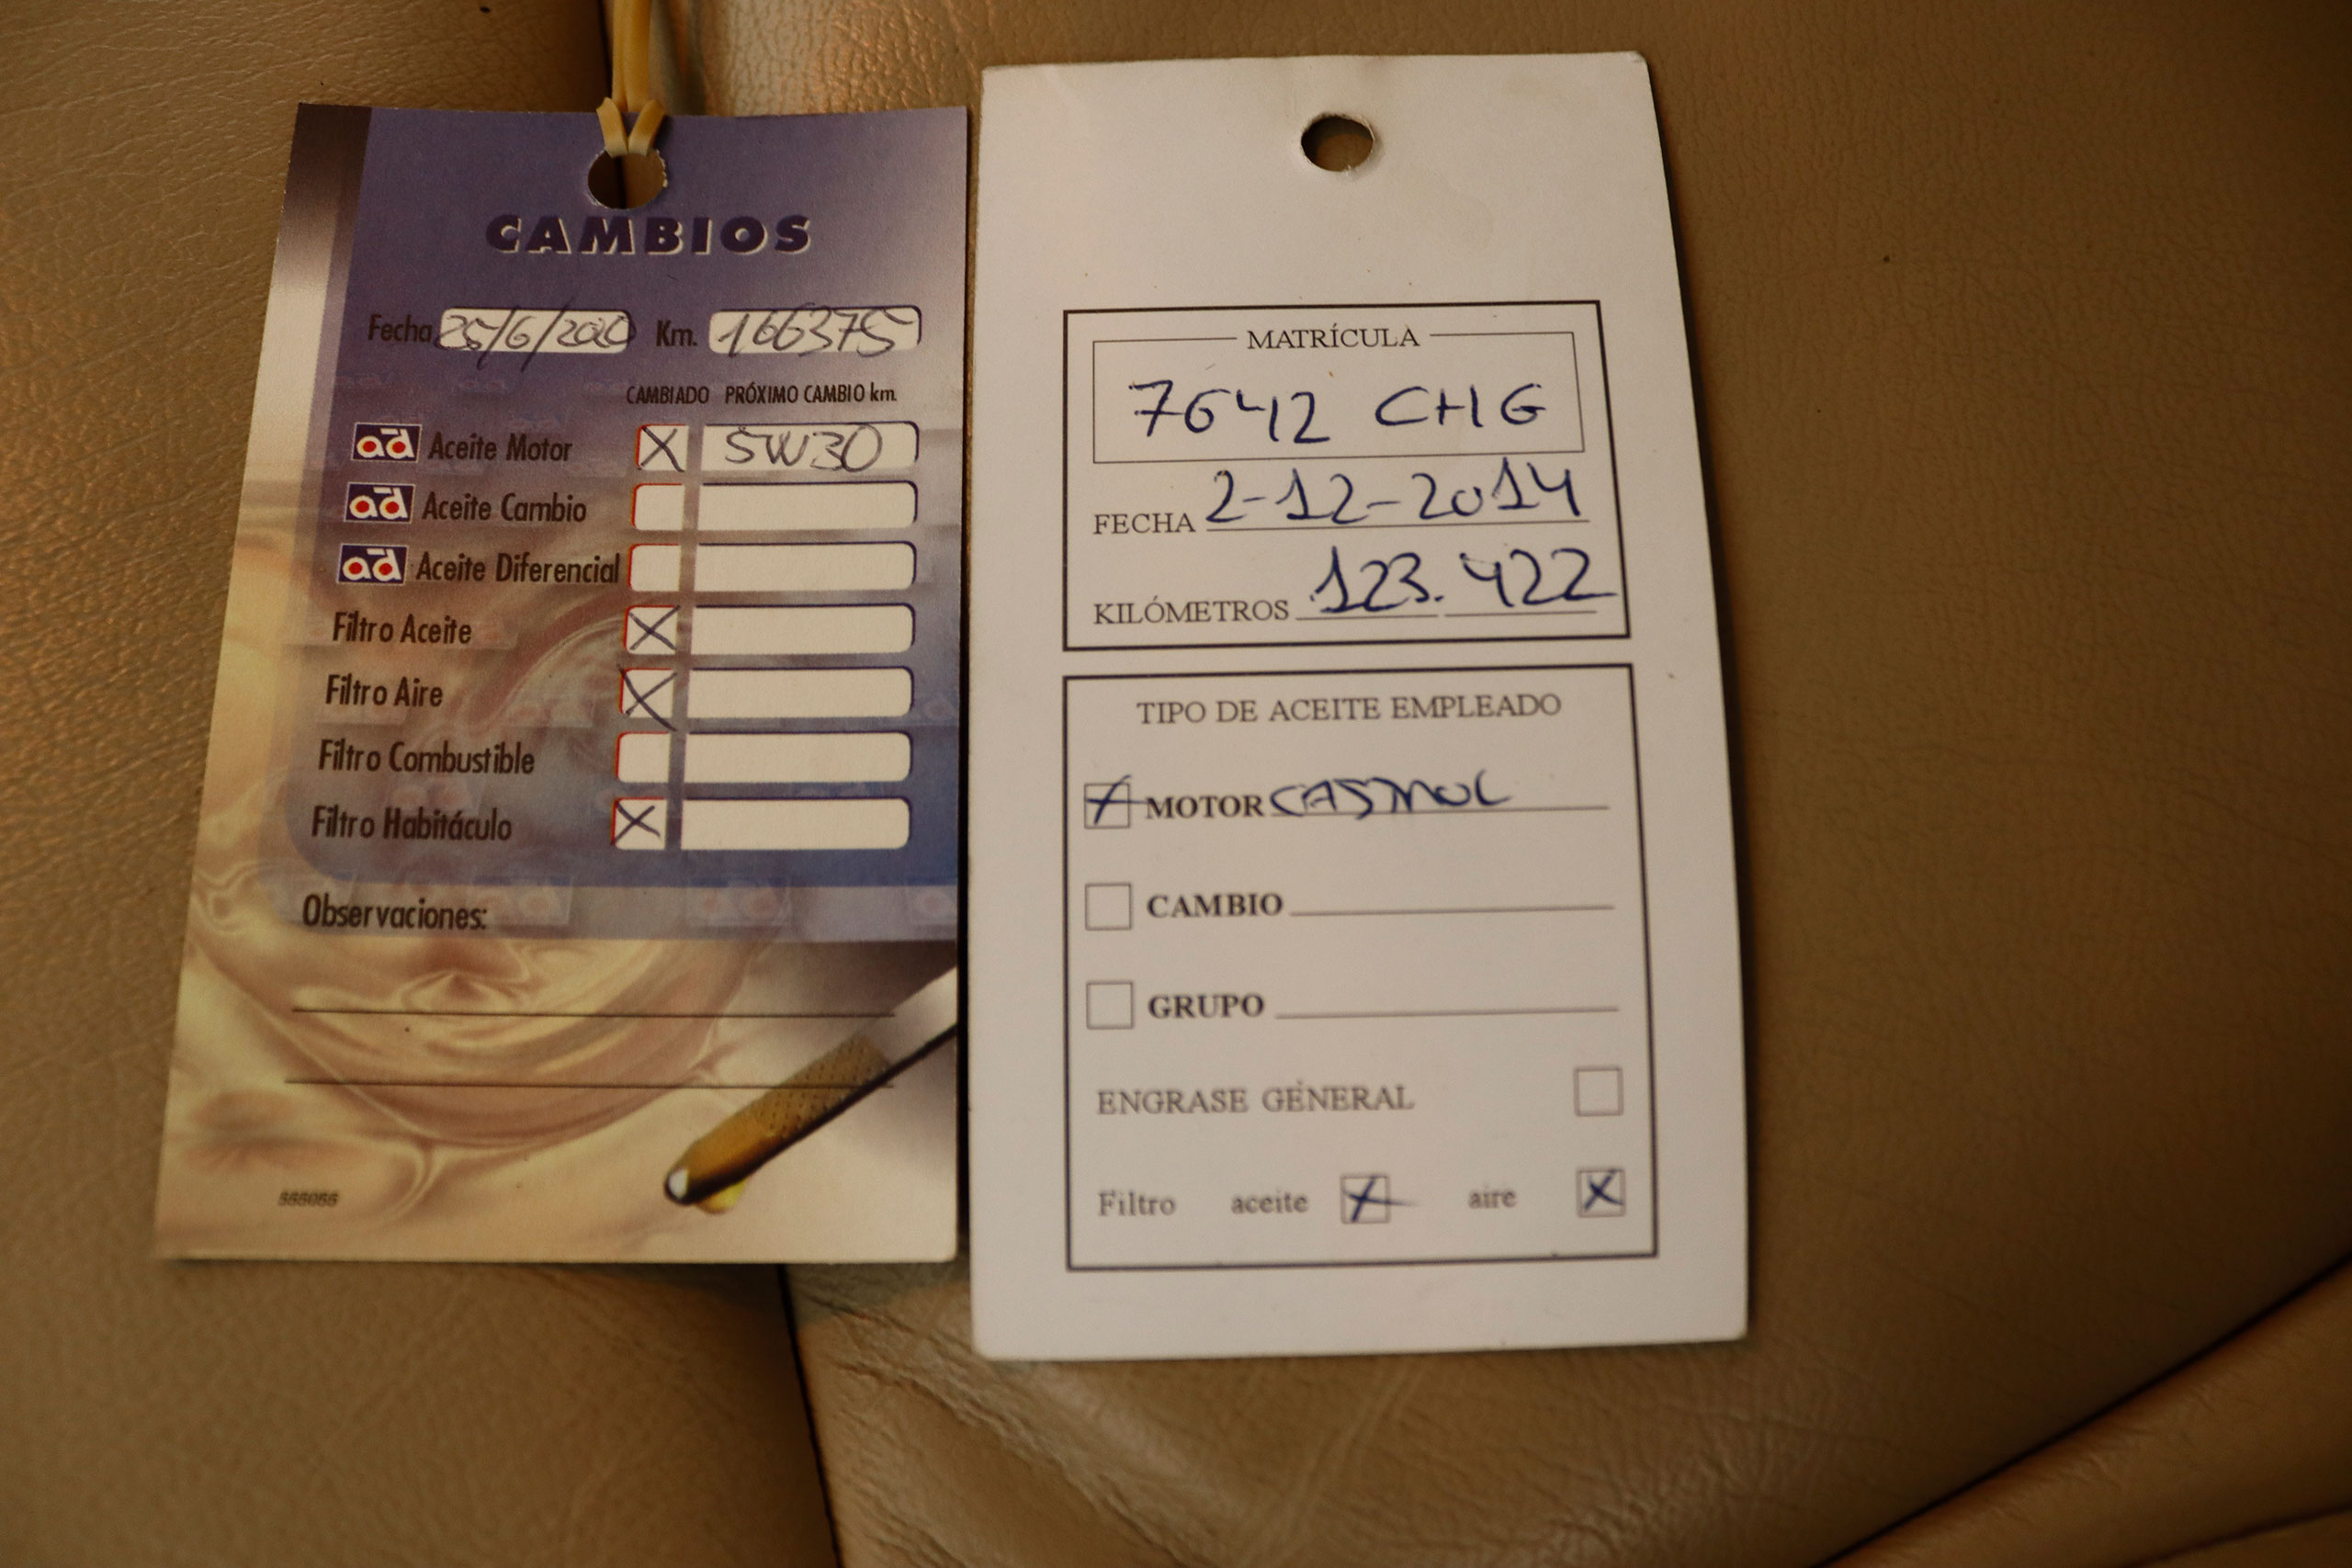 CAMBIOS
Fecha 25/6/2020 Km. 166375
CAMBIADO PRÓXIMO CAMBIO km.
ad Aceite Motor X 5W30
ad Aceite Cambio
ad Aceite Diferencial
Filtro Aceite X
Filtro Aire X
Filtro Combustible
Filtro Habitáculo X
Observaciones:
MATRÍCULA
7642 CHG
FECHA 2-12-2014
KILÓMETROS 123.422
TIPO DE ACEITE EMPLEADO
X MOTOR CASTROL
CAMBIO
GRUPO
ENGRASE GENERAL
Filtro aceite X aire X